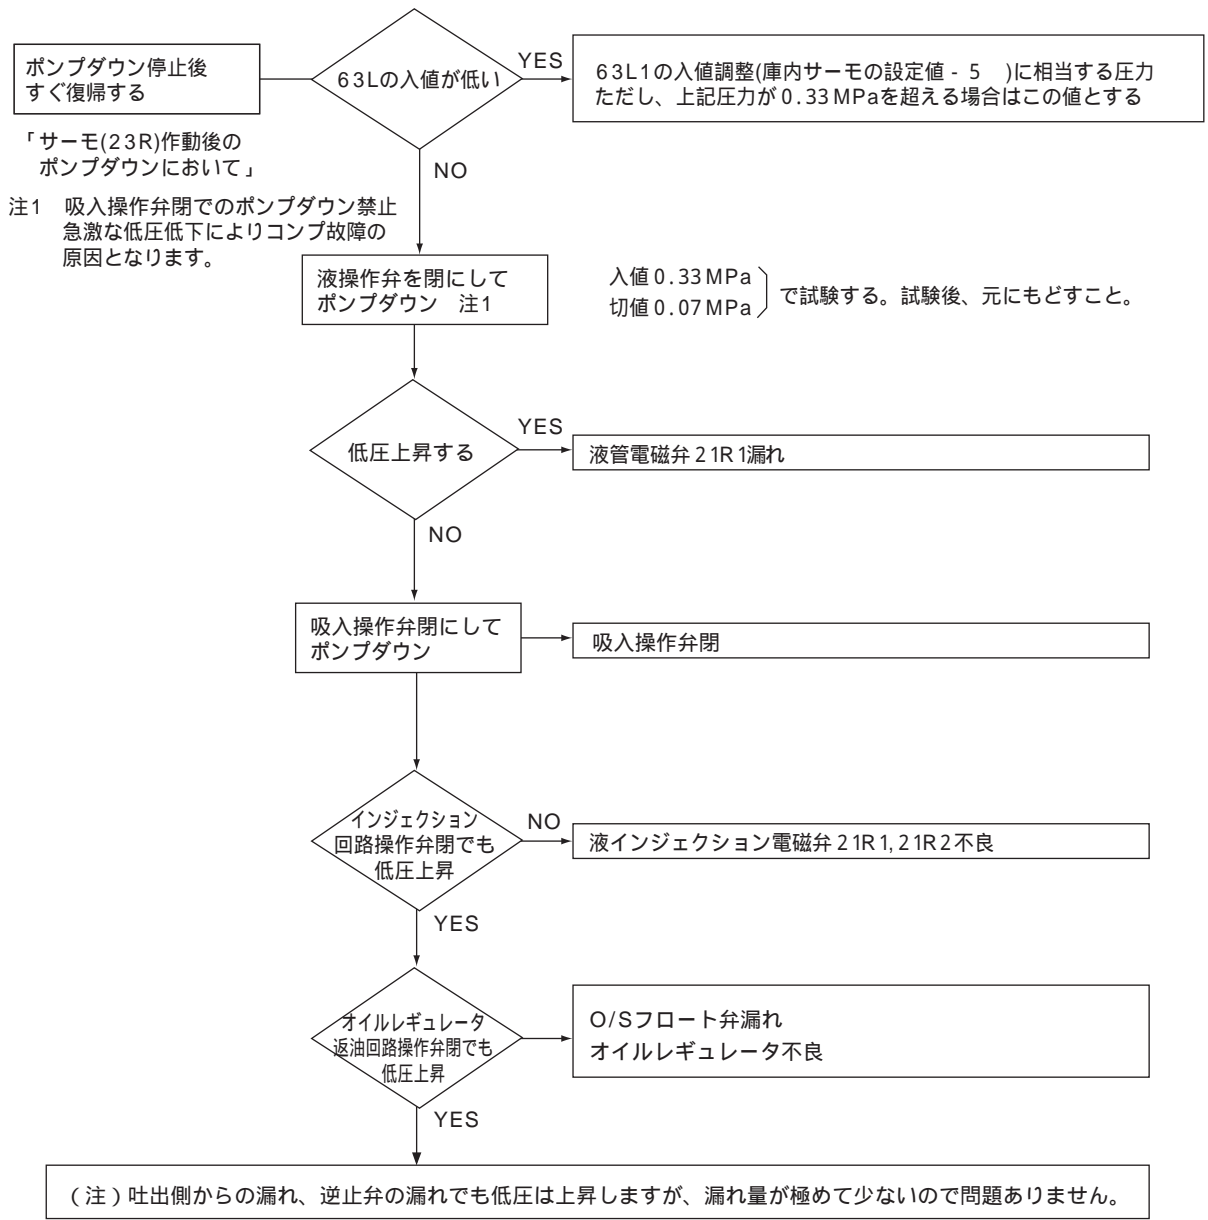 ポンプダウン停止後
すぐ復帰する
「サーモ(23R)作動後の
ポンプダウンにおいて」
注1　吸入操作弁閉でのポンプダウン禁止
急激な低圧低下によりコンプ故障の
原因となります。
63Lの入値が低い
YES
63L1の入値調整(庫内サーモの設定値 - 5　)に相当する圧力
ただし、上記圧力が0.33MPaを超える場合はこの値とする
NO
液操作弁を閉にして
ポンプダウン　注1
入値0.33MPa
切値0.07MPa
で試験する。試験後、元にもどすこと。
低圧上昇する
YES
液管電磁弁21R1漏れ
NO
吸入操作弁閉にして
ポンプダウン
吸入操作弁閉
インジェクション
回路操作弁閉でも
低圧上昇
NO
液インジェクション電磁弁21R1,21R2不良
YES
オイルレギュレータ
返油回路操作弁閉でも
低圧上昇
O/Sフロート弁漏れ
オイルレギュレータ不良
YES
(注)吐出側からの漏れ、逆止弁の漏れでも低圧は上昇しますが、漏れ量が極めて少ないので問題ありません。